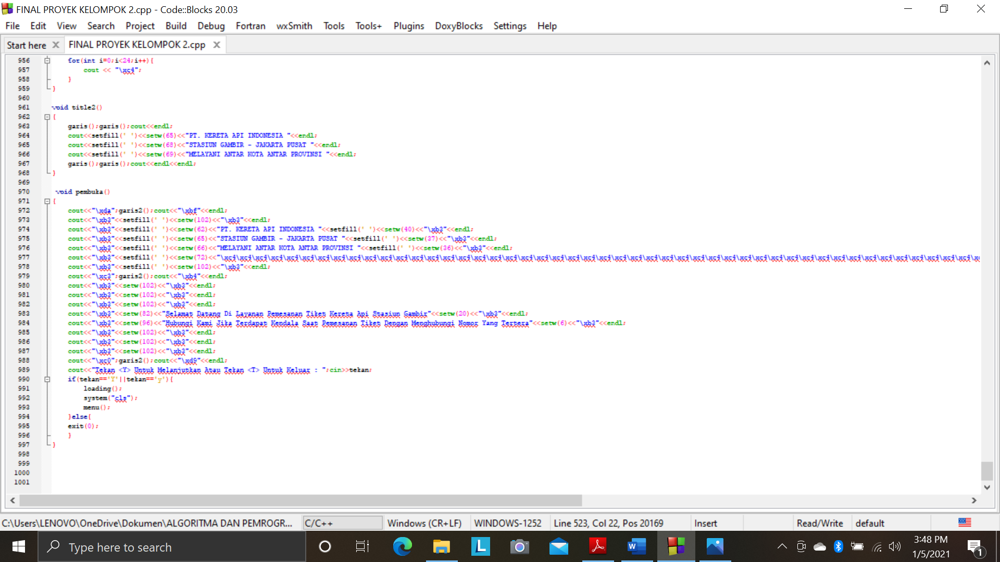 FINAL PROYEK KELOMPOK 2.cpp - Code::Blocks 20.03
File Edit View Search Project Build Debug Fortran wxSmith Tools Tools+ Plugins DoxyBlocks Settings Help
Start here FINAL PROYEK KELOMPOK 2.cpp
956 for(int i=0;i<24;i++){
957 cout << "\xc4";
958 }
959 }
960
961 void title2()
962 {
963 garis();garis();cout<<endl;
964 cout<<setfill(' ')<<setw(65)<<"PT. KERETA API INDONESIA "<<endl;
965 cout<<setfill(' ')<<setw(68)<<"STASIUN GAMBIR - JAKARTA PUSAT "<<endl;
966 cout<<setfill(' ')<<setw(69)<<"MELAYANI ANTAR KOTA ANTAR PROVINSI "<<endl;
967 garis();garis();cout<<endl<<endl;
968 }
969
970 void pembuka()
971 {
972 cout<<"\xda";garis2();cout<<"\xbf"<<endl;
973 cout<<"\xb3"<<setfill(' ')<<setw(102)<<"\xb3"<<endl;
974 cout<<"\xb3"<<setfill(' ')<<setw(62)<<"PT. KERETA API INDONESIA "<<setfill(' ')<<setw(40)<<"\xb3"<<endl;
975 cout<<"\xb3"<<setfill(' ')<<setw(65)<<"STASIUN GAMBIR - JAKARTA PUSAT "<<setfill(' ')<<setw(37)<<"\xb3"<<endl;
976 cout<<"\xb3"<<setfill(' ')<<setw(66)<<"MELAYANI ANTAR KOTA ANTAR PROVINSI "<<setfill(' ')<<setw(36)<<"\xb3"<<endl;
977 cout<<"\xb3"<<setfill(' ')<<setw(72)<<"\xc4\xc4\xc4\xc4\xc4\xc4\xc4\xc4\xc4\xc4\xc4\xc4\xc4\xc4\xc4\xc4\xc4\xc4\xc4\xc4\xc4\xc4\xc4\xc4\xc4\xc4\xc4\xc4\xc4\xc4\xc4\xc4\xc4\xc4\xc4\xc4\xc4\xc4\xc4\xc4\xc4\xc4\xc4\xc4\xc4\xc4\xc4\xc4
978 cout<<"\xb3"<<setfill(' ')<<setw(102)<<"\xb3"<<endl;
979 cout<<"\xc3";garis2();cout<<"\xb4"<<endl;
980 cout<<"\xb3"<<setw(102)<<"\xb3"<<endl;
981 cout<<"\xb3"<<setw(102)<<"\xb3"<<endl;
982 cout<<"\xb3"<<setw(102)<<"\xb3"<<endl;
983 cout<<"\xb3"<<setw(82)<<"Selamat Datang Di Layanan Pemesanan Tiket Kereta Api Stasiun Gambir"<<setw(20)<<"\xb3"<<endl;
984 cout<<"\xb3"<<setw(96)<<"Hubungi Kami Jika Terdapat Kendala Saat Pemesanan Tiket Dengan Menghubungi Nomor Yang Tertera"<<setw(6)<<"\xb3"<<endl;
985 cout<<"\xb3"<<setw(102)<<"\xb3"<<endl;
986 cout<<"\xb3"<<setw(102)<<"\xb3"<<endl;
987 cout<<"\xb3"<<setw(102)<<"\xb3"<<endl;
988 cout<<"\xc0";garis2();cout<<"\xd9"<<endl;
989 cout<<"Tekan <Y> Untuk Melanjutkan Atau Tekan <T> Untuk Keluar : ";cin>>tekan;
990 if(tekan=='Y'||tekan=='y'){
991 loading();
992 system("cls");
993 menu();
994 }else{
995 exit(0);
996 }
997 }
998
999
1000
1001
C:\Users\LENOVO\OneDrive\Dokumen\ALGORITMA DAN PEMROGR... C/C++ Windows (CR+LF) WINDOWS-1252 Line 523, Col 22, Pos 20169 Insert Read/Write default
Type here to search
3:48 PM
1/5/2021
1